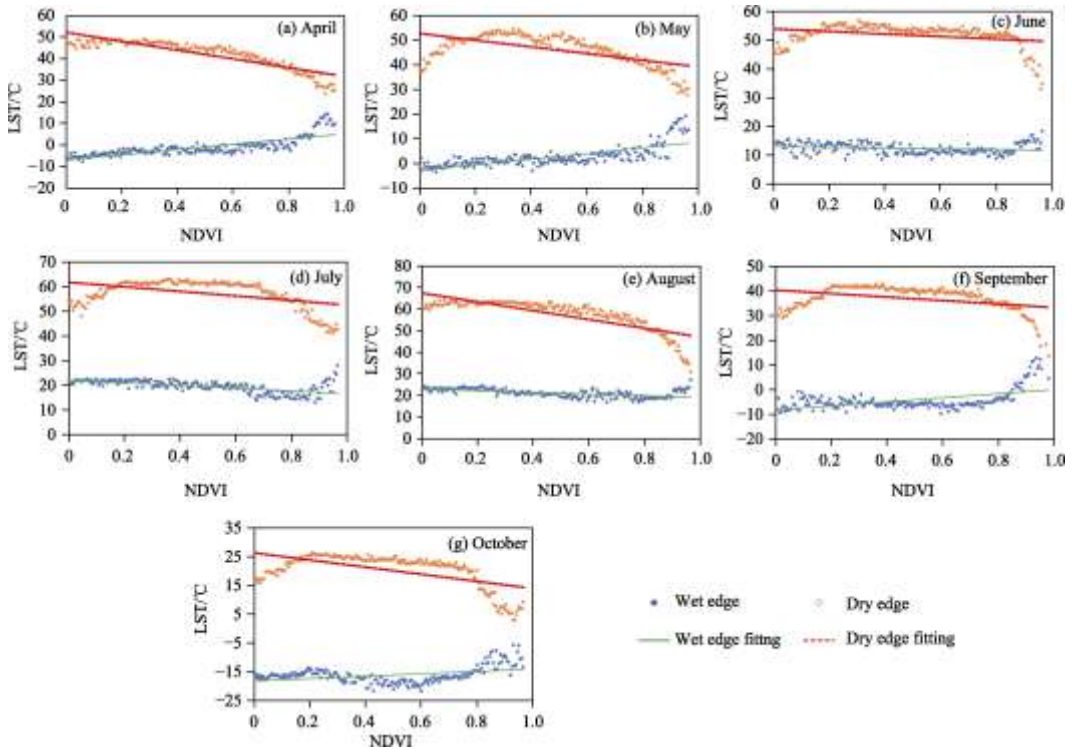 (a) April
LST/℃
60
50
40
30
20
10
0
−10
−20
0 0.2 0.4 0.6 0.8 1.0
NDVI
(b) May
LST/℃
60
50
40
30
20
10
0
−10
0 0.2 0.4 0.6 0.8 1.0
NDVI
(c) June
LST/℃
60
50
40
30
20
10
0
0 0.2 0.4 0.6 0.8 1.0
NDVI
(d) July
LST/℃
70
60
50
40
30
20
10
0
0 0.2 0.4 0.6 0.8 1.0
NDVI
(e) August
LST/℃
80
70
60
50
40
30
20
10
0
0 0.2 0.4 0.6 0.8 1.0
NDVI
(f) September
LST/℃
50
40
30
20
10
0
−10
−20
0 0.2 0.4 0.6 0.8 1.0
NDVI
(g) October
LST/℃
35
25
15
5
−5
−15
−25
0 0.2 0.4 0.6 0.8 1.0
NDVI
Wet edge
Dry edge
Wet edge fittng
Dry edge fitting